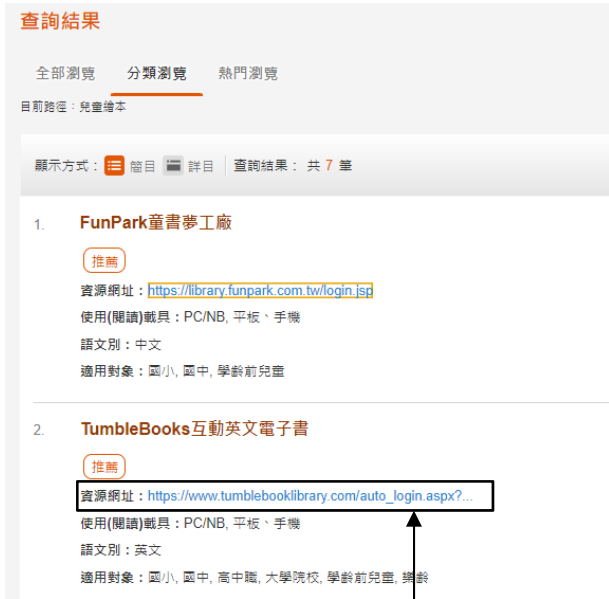 查詢結果
全部瀏覽 分類瀏覽 熱門瀏覽
目前路徑：兒童繪本
顯示方式： 簡目 詳目 查詢結果： 共 7 筆
1. FunPark童書夢工廠
推薦
資源網址：https://library.funpark.com.tw/login.jsp
使用(閱讀)載具：PC/NB, 平板、手機
語文別：中文
適用對象：國小, 國中, 學齡前兒童
2. TumbleBooks互動英文電子書
推薦
資源網址：https://www.tumblebooklibrary.com/auto_login.aspx?...
使用(閱讀)載具：PC/NB, 平板、手機
語文別：英文
適用對象：國小, 國中, 高中職, 大學院校, 學齡前兒童, 樂齡